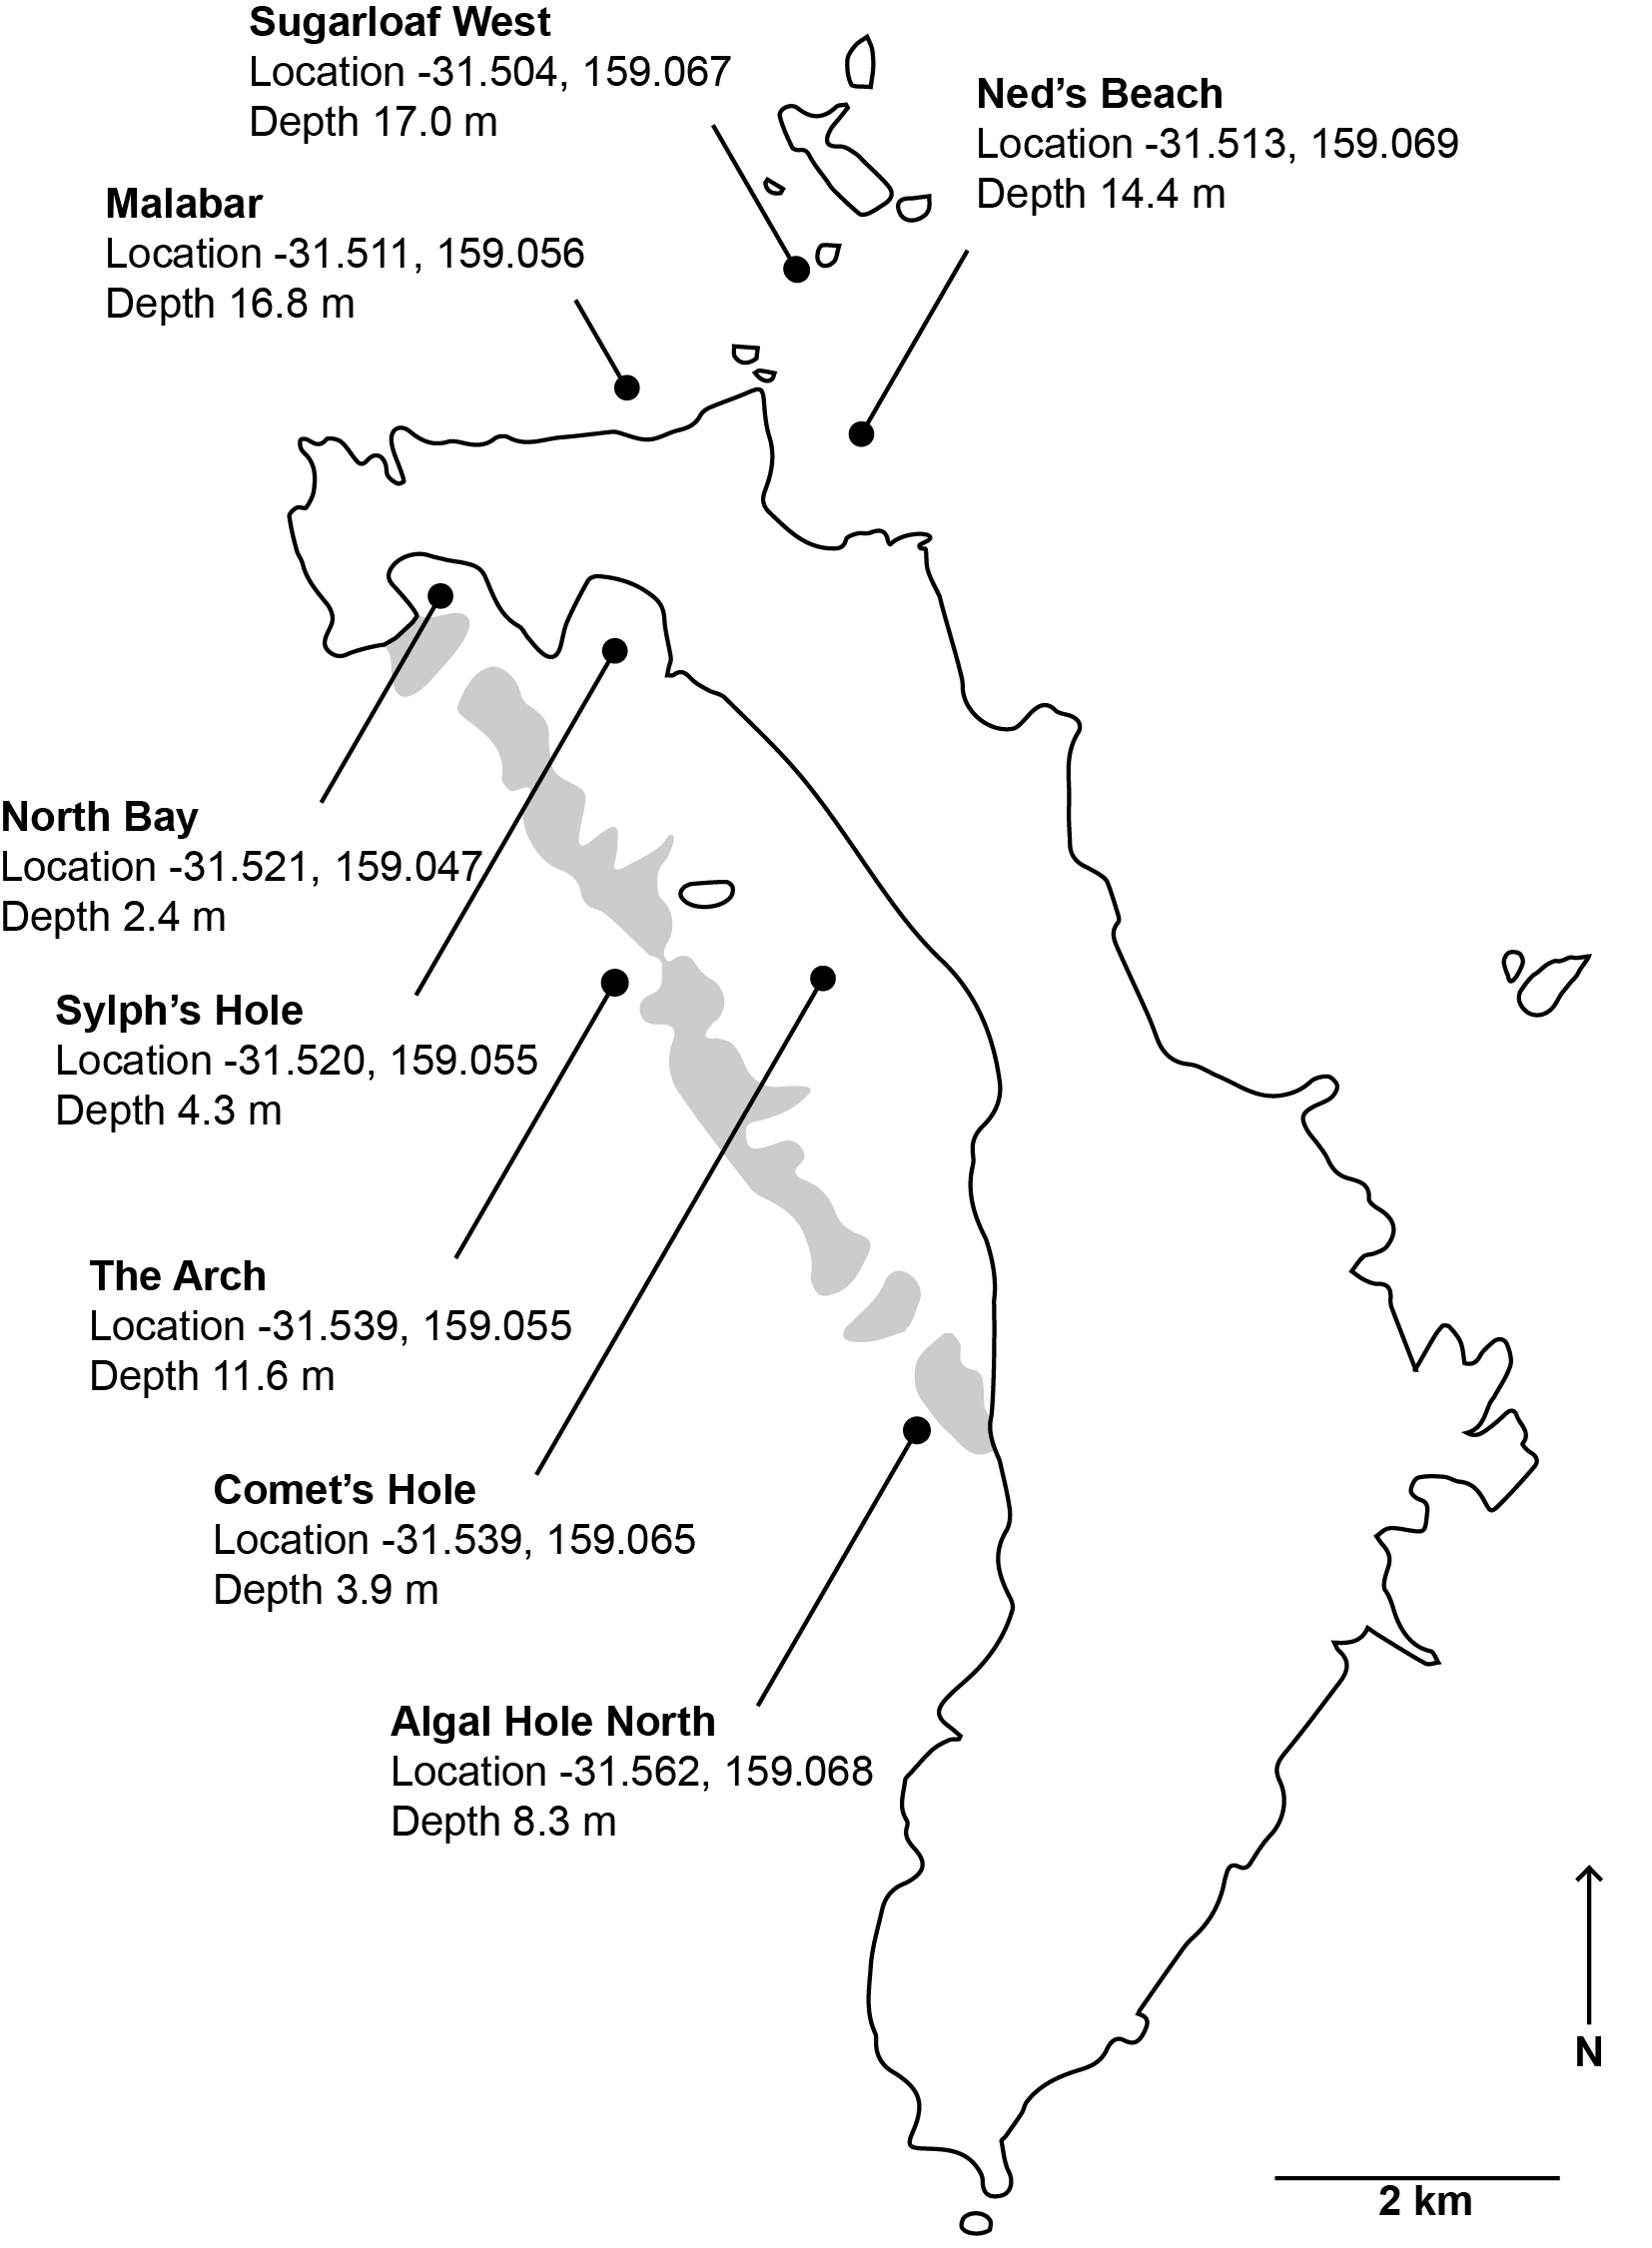 Sugarloaf West
Location -31.504, 159.067
Depth 17.0 m
Ned’s Beach
Location -31.513, 159.069
Depth 14.4 m
Malabar
Location -31.511, 159.056
Depth 16.8 m
North Bay
Location -31.521, 159.047
Depth 2.4 m
Sylph’s Hole
Location -31.520, 159.055
Depth 4.3 m
The Arch
Location -31.539, 159.055
Depth 11.6 m
Comet’s Hole
Location -31.539, 159.065
Depth 3.9 m
Algal Hole North
Location -31.562, 159.068
Depth 8.3 m
N
2 km